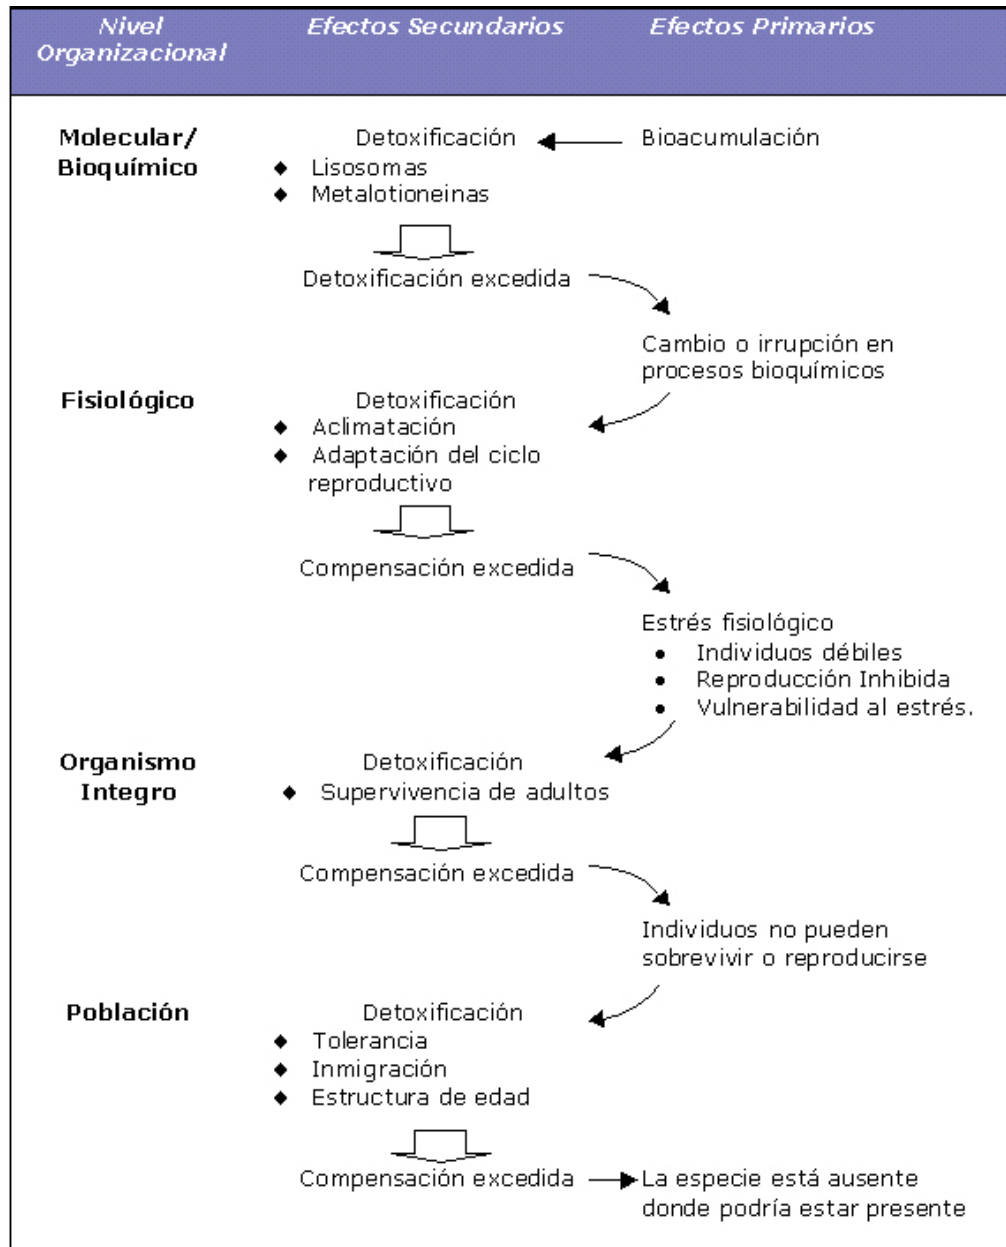 Nivel Organizacional
Efectos Secundarios
Efectos Primarios
Molecular/
Bioquímico
Detoxificación
Bioacumulación
Lisosomas
Metalotioneinas
Detoxificación excedida
Cambio o irrupción en
procesos bioquímicos
Fisiológico
Detoxificación
Aclimatación
Adaptación del ciclo
reproductivo
Compensación excedida
Estrés fisiológico
Individuos débiles
Reproducción Inhibida
Vulnerabilidad al estrés.
Organismo
Integro
Detoxificación
Supervivencia de adultos
Compensación excedida
Individuos no pueden
sobrevivir o reproducirse
Población
Detoxificación
Tolerancia
Inmigración
Estructura de edad
Compensación excedida
La especie está ausente
donde podría estar presente